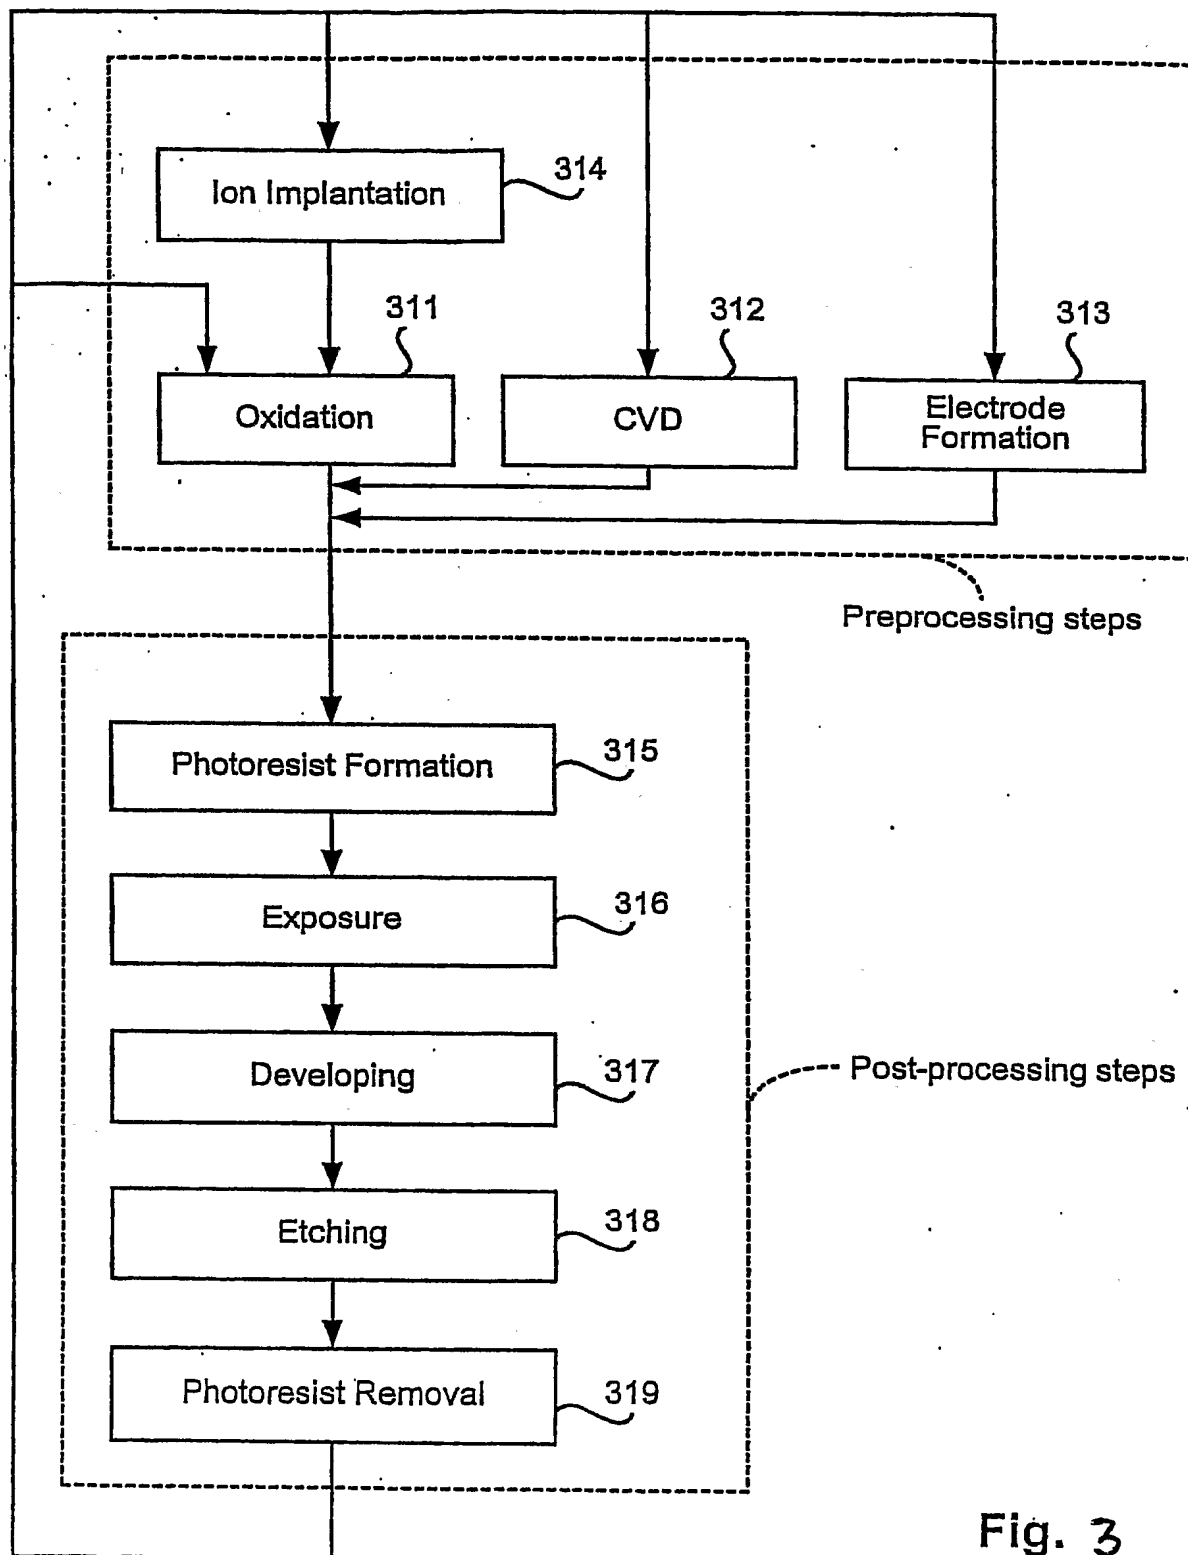 Ion Implantation
314
311
312
313
Oxidation
CVD
Electrode
Formation
Preprocessing steps
Photoresist Formation
315
Exposure
316
Developing
317
Post-processing steps
Etching
318
Photoresist Removal
319
Fig. 3